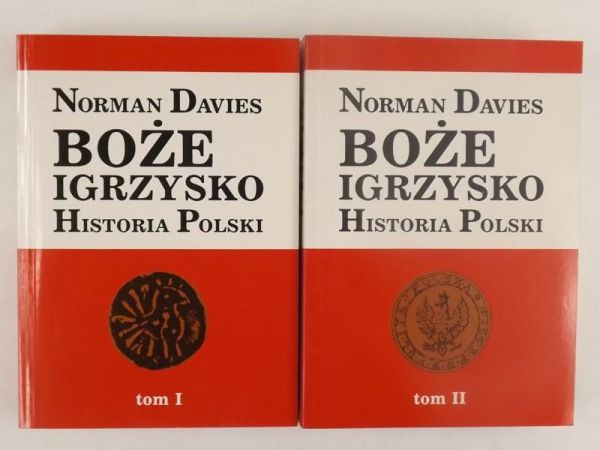 NORMAN DAVIES
BOŻE
IGRZYSKO
HISTORIA POLSKI
tom I
NORMAN DAVIES
BOŻE
IGRZYSKO
HISTORIA POLSKI
tom II